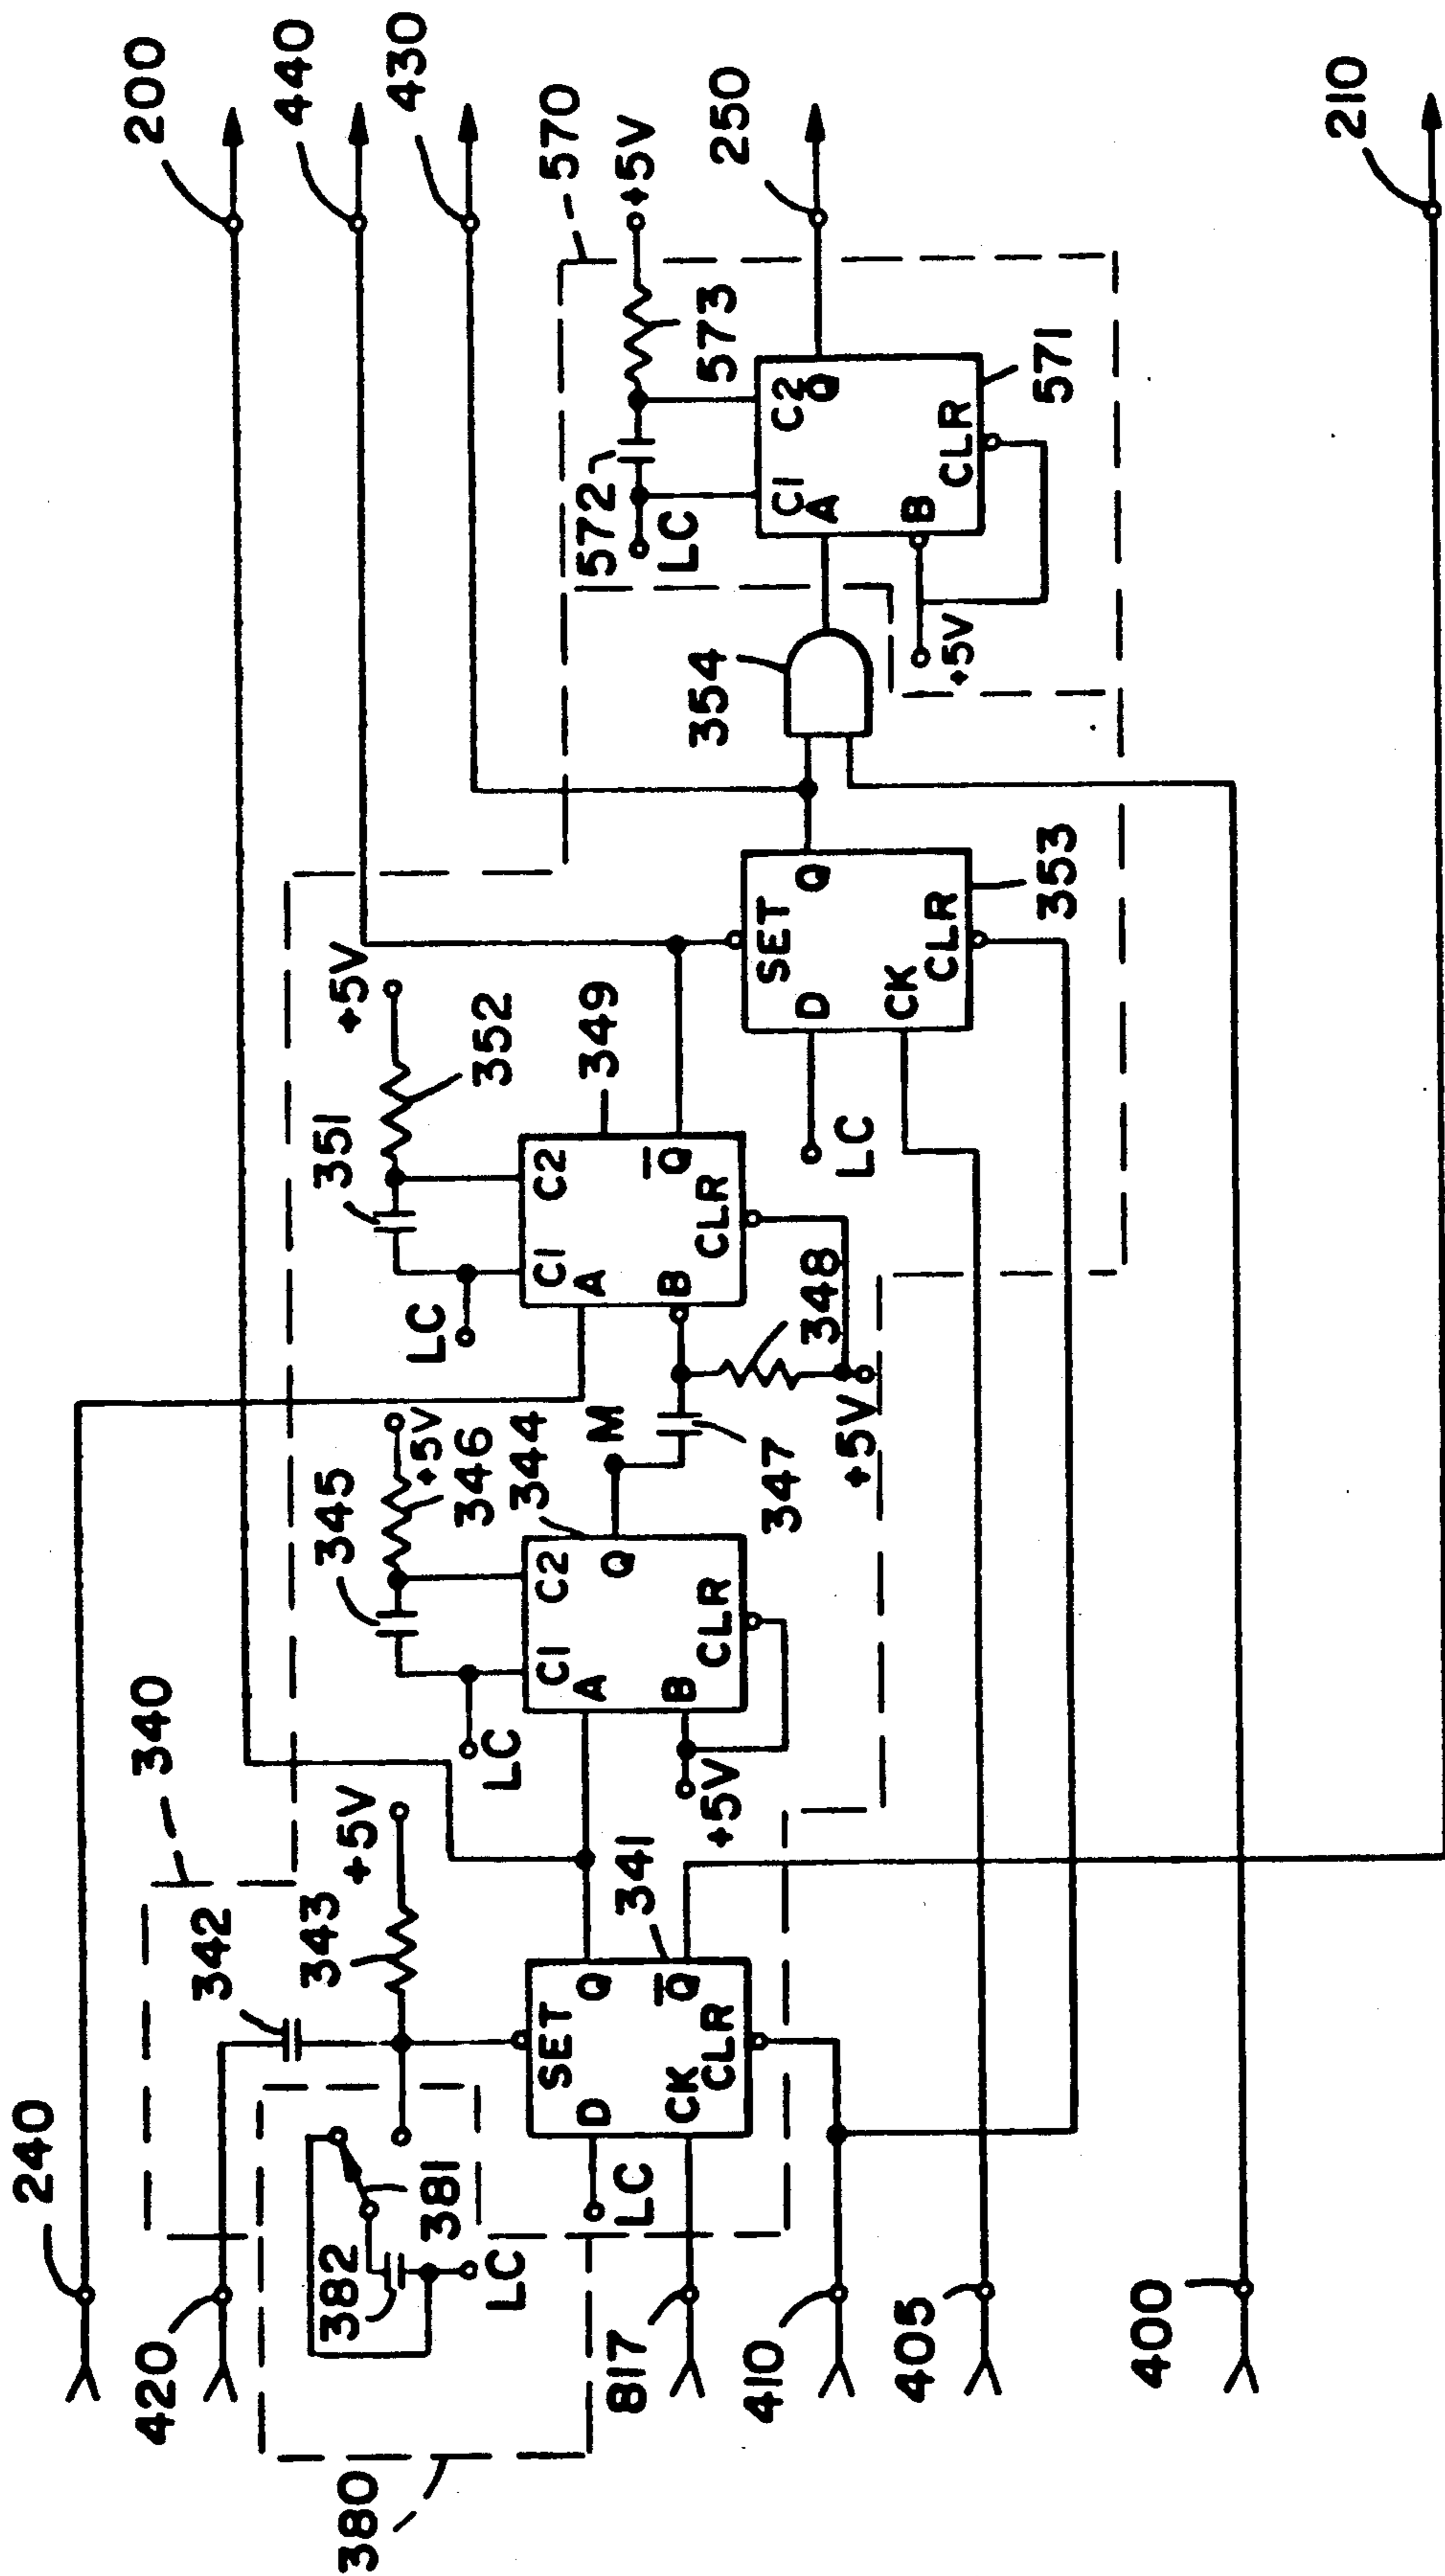 200
440
430
570
+5V
250
210
572
573
LC
C1
C2
A
Q
B
CLR
571
+5V
354
SET
D
Q
CK
CLR
353
LC
+5V
351
352
349
LC
C1
C2
A
Q
B
CLR
348
+5V
347
M
345
+5V
346
344
LC
C1
C2
A
Q
B
CLR
+5V
340
342
343
+5V
341
SET
D
Q
Q
CK
CLR
LC
381
382
LC
380
240
420
817
410
405
400